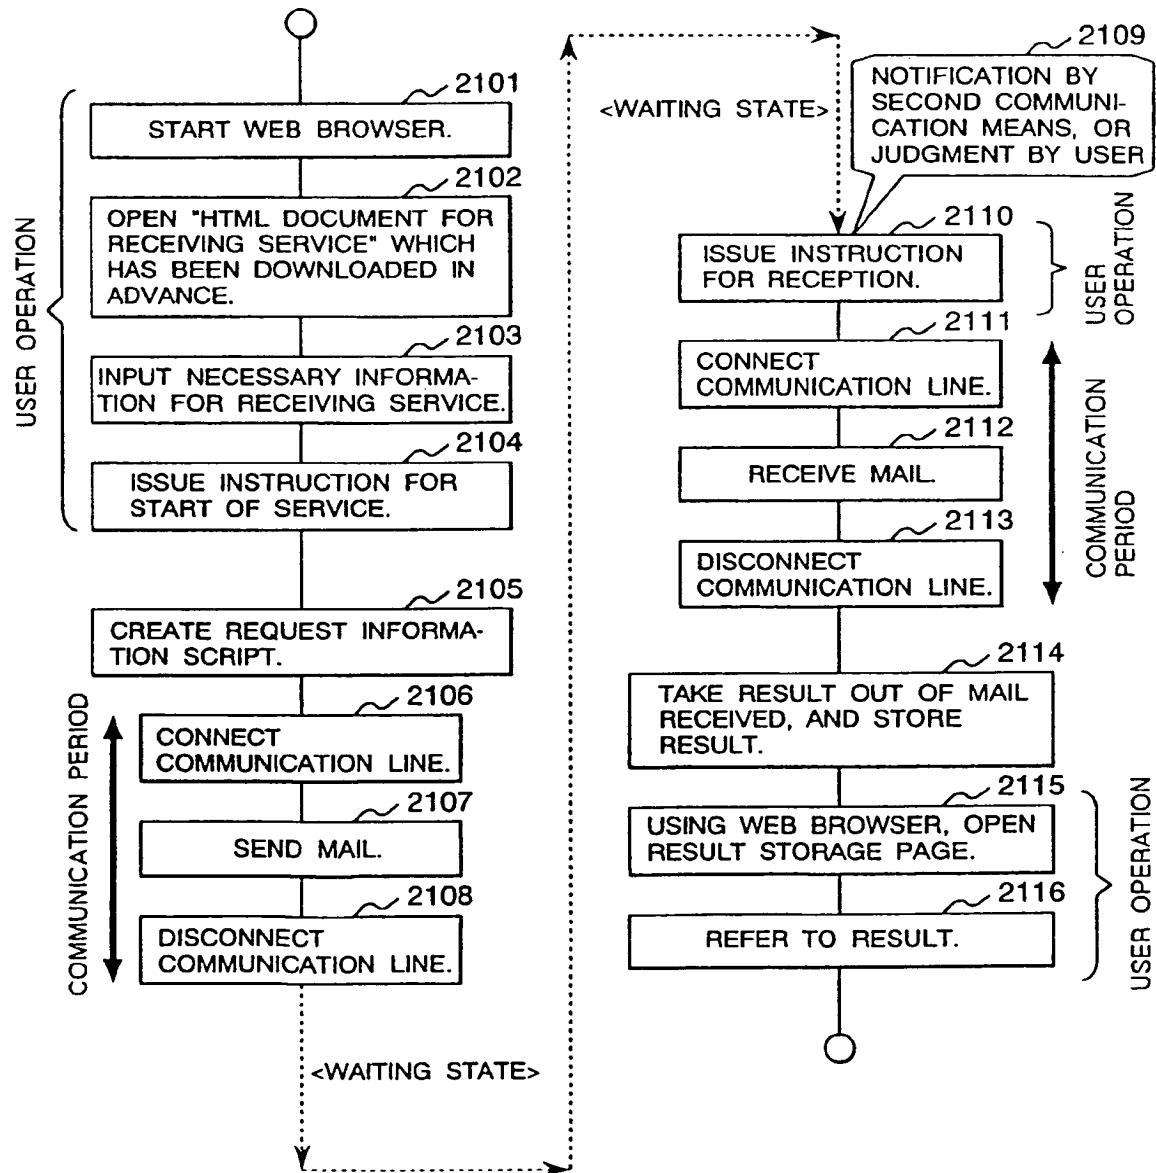 2101
START WEB BROWSER.
2102
OPEN "HTML DOCUMENT FOR
RECEIVING SERVICE" WHICH
HAS BEEN DOWNLOADED IN
ADVANCE.
2103
INPUT NECESSARY INFORMA-
TION FOR RECEIVING SERVICE.
2104
ISSUE INSTRUCTION FOR
START OF SERVICE.
USER OPERATION
2105
CREATE REQUEST INFORMA-
TION SCRIPT.
2106
CONNECT
COMMUNICATION LINE.
2107
SEND MAIL.
2108
DISCONNECT
COMMUNICATION LINE.
COMMUNICATION PERIOD
<WAITING STATE>
<WAITING STATE>
2109
NOTIFICATION BY
SECOND COMMUNI-
CATION MEANS, OR
JUDGMENT BY USER
2110
ISSUE INSTRUCTION
FOR RECEPTION.
USER
OPERATION
2111
CONNECT
COMMUNICATION LINE.
2112
RECEIVE MAIL.
2113
DISCONNECT
COMMUNICATION LINE.
COMMUNICATION
PERIOD
2114
TAKE RESULT OUT OF MAIL
RECEIVED, AND STORE
RESULT.
2115
USING WEB BROWSER, OPEN
RESULT STORAGE PAGE.
2116
REFER TO RESULT.
USER OPERATION